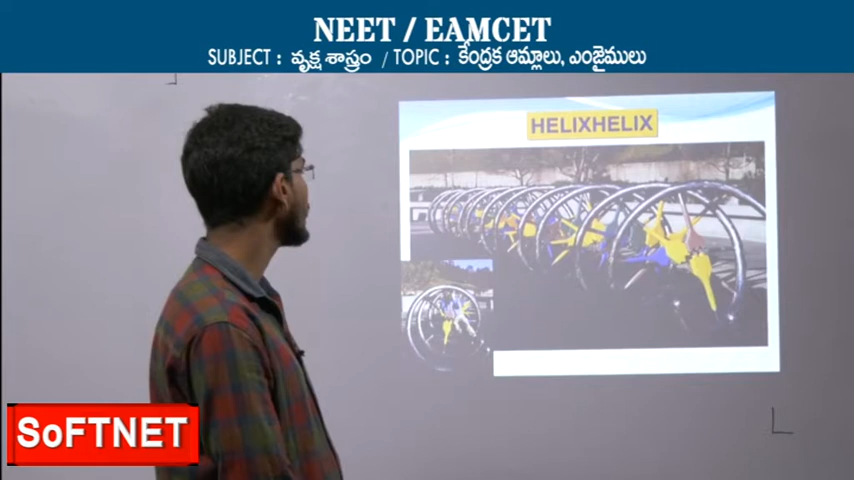 NEET / EAMCET
SUBJECT : వృక్ష శాస్త్రం / TOPIC : కేంద్రక ఆమ్లాలు, ఎంజైములు
HELIXHELIX
SoFTNET